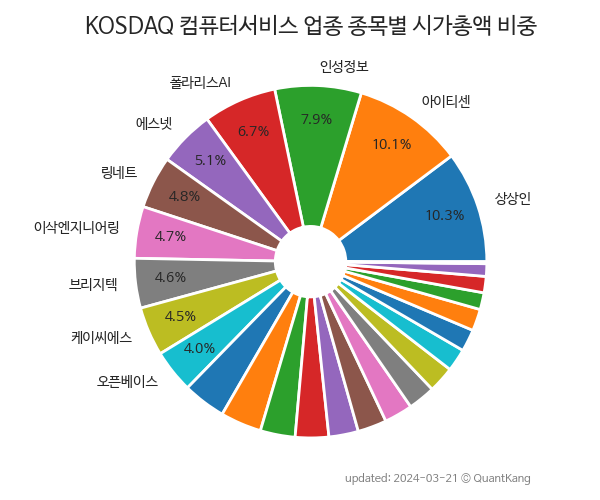 KOSDAQ 컴퓨터서비스 업종 종목별 시가총액 비중
인성정보
폴라리스AI
아이티센
에스넷
링네트
상상인
이삭엔지니어링
브리지텍
케이씨에스
오픈베이스
7.9%
6.7%
10.1%
5.1%
4.8%
10.3%
4.7%
4.6%
4.5%
4.0%
updated: 2024-03-21 © QuantKang